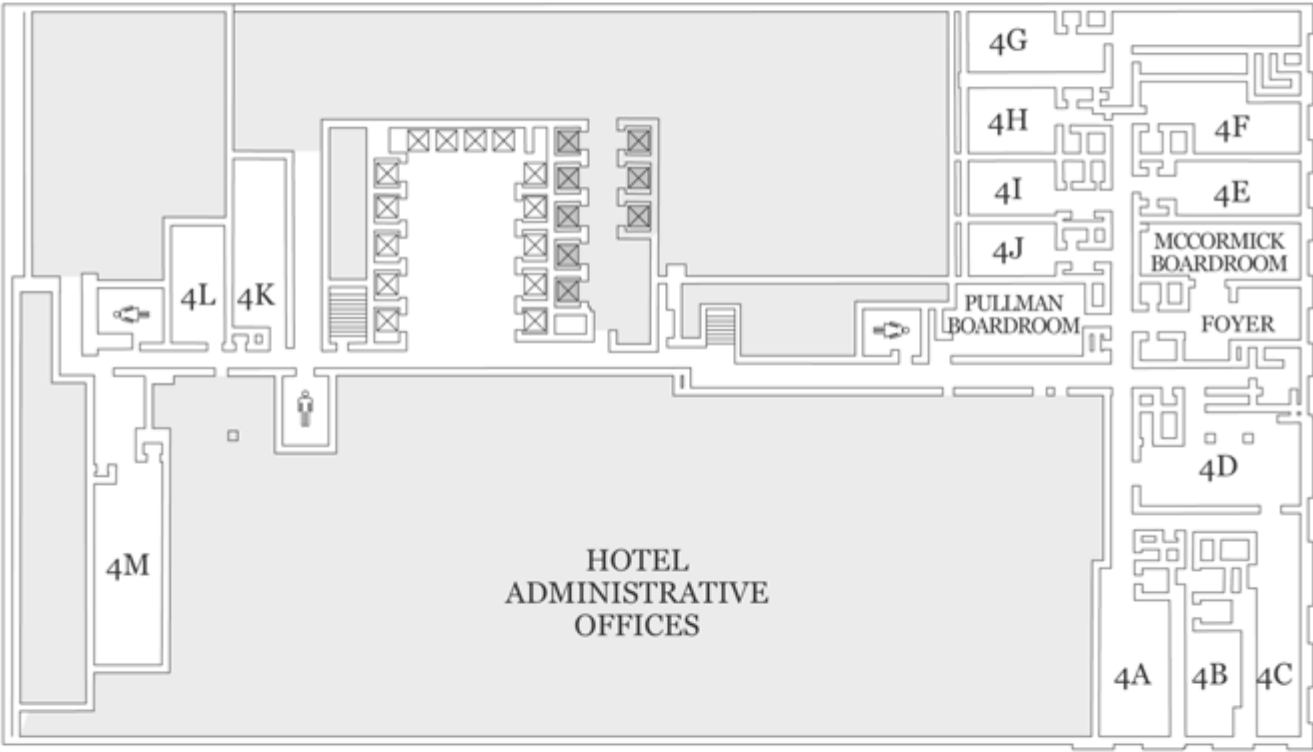 4G
4H
4F
4I
4E
4J
MCCORMICK
BOARDROOM
4L
4K
PULLMAN
BOARDROOM
FOYER
4D
4M
HOTEL
ADMINISTRATIVE
OFFICES
4A
4B
4C